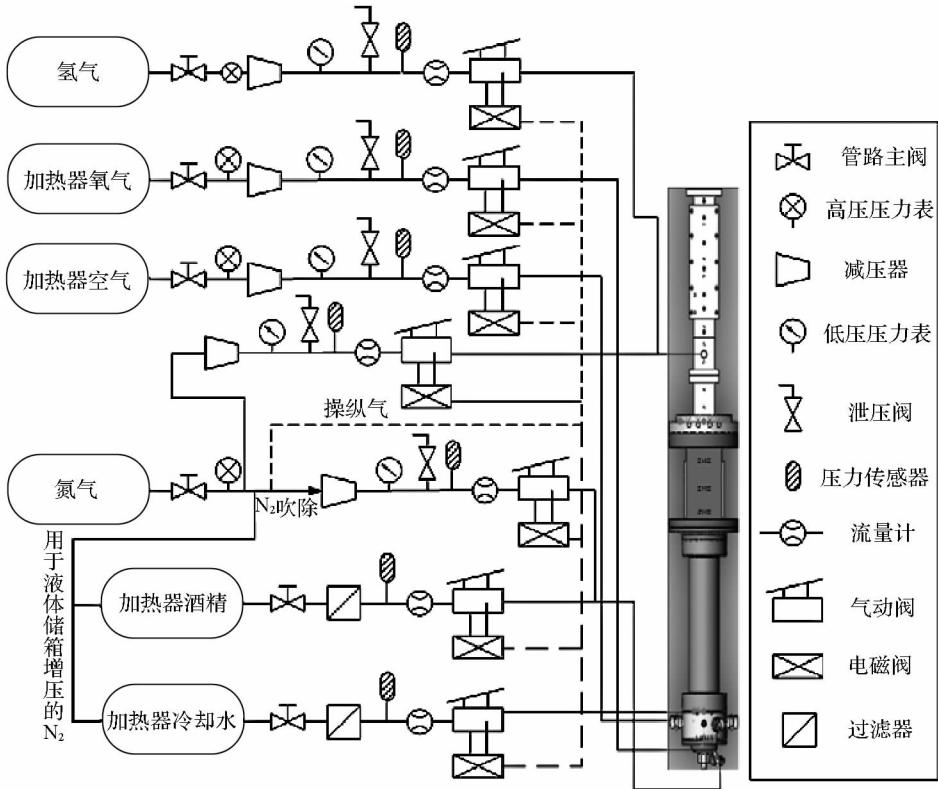 氢气
加热器氧气
加热器空气
操纵气
氮气
N₂吹除
用于液体储箱增压的N₂
加热器酒精
加热器冷却水
管路主阀
高压压力表
减压器
低压压力表
泄压阀
压力传感器
流量计
气动阀
电磁阀
过滤器